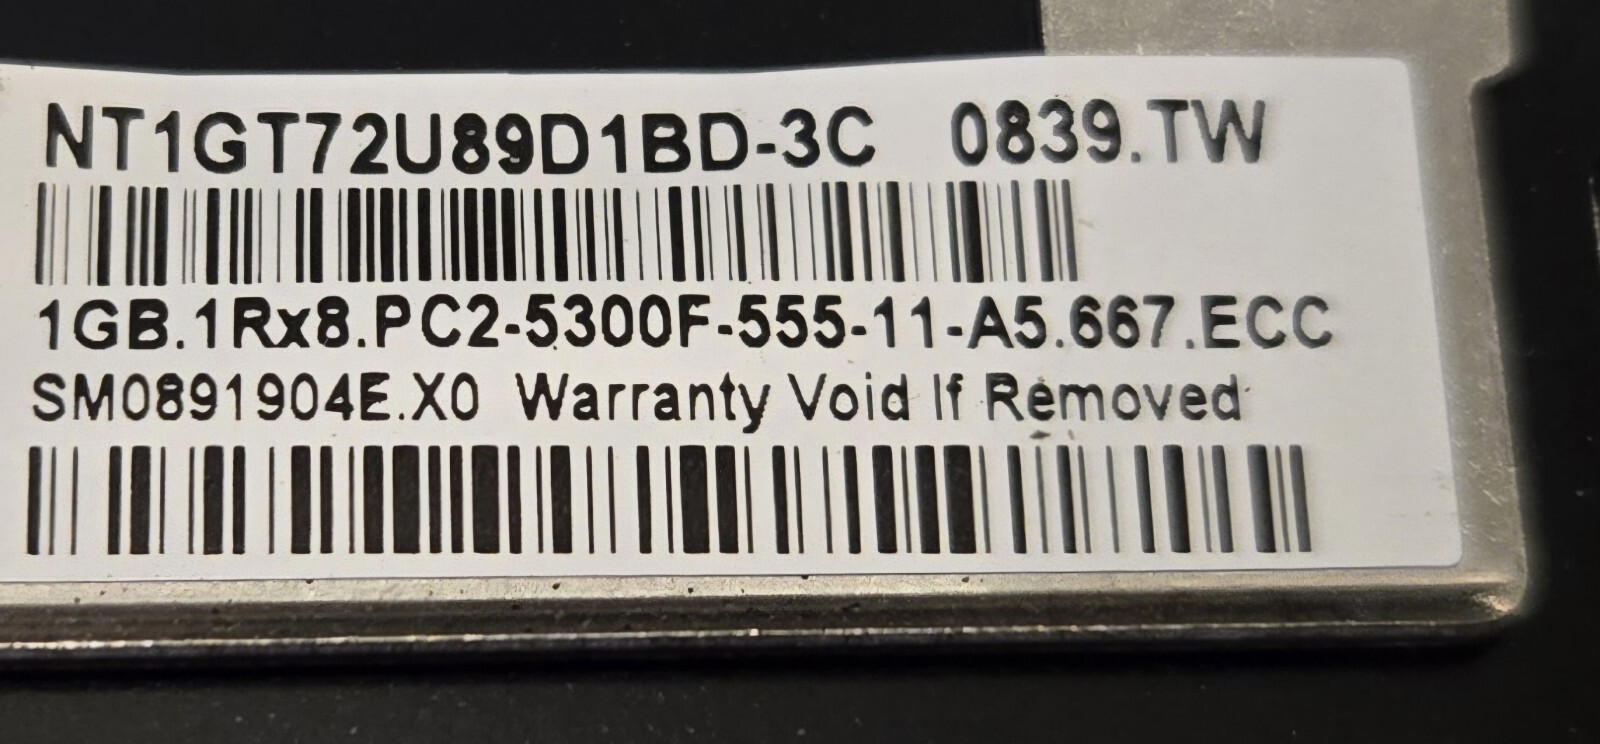 NT1GT72U89D1BD-3C 0839.TW
1GB.1Rx8.PC2-5300F-555-11-A5.667.ECC
SM0891904E.X0 Warranty Void If Removed